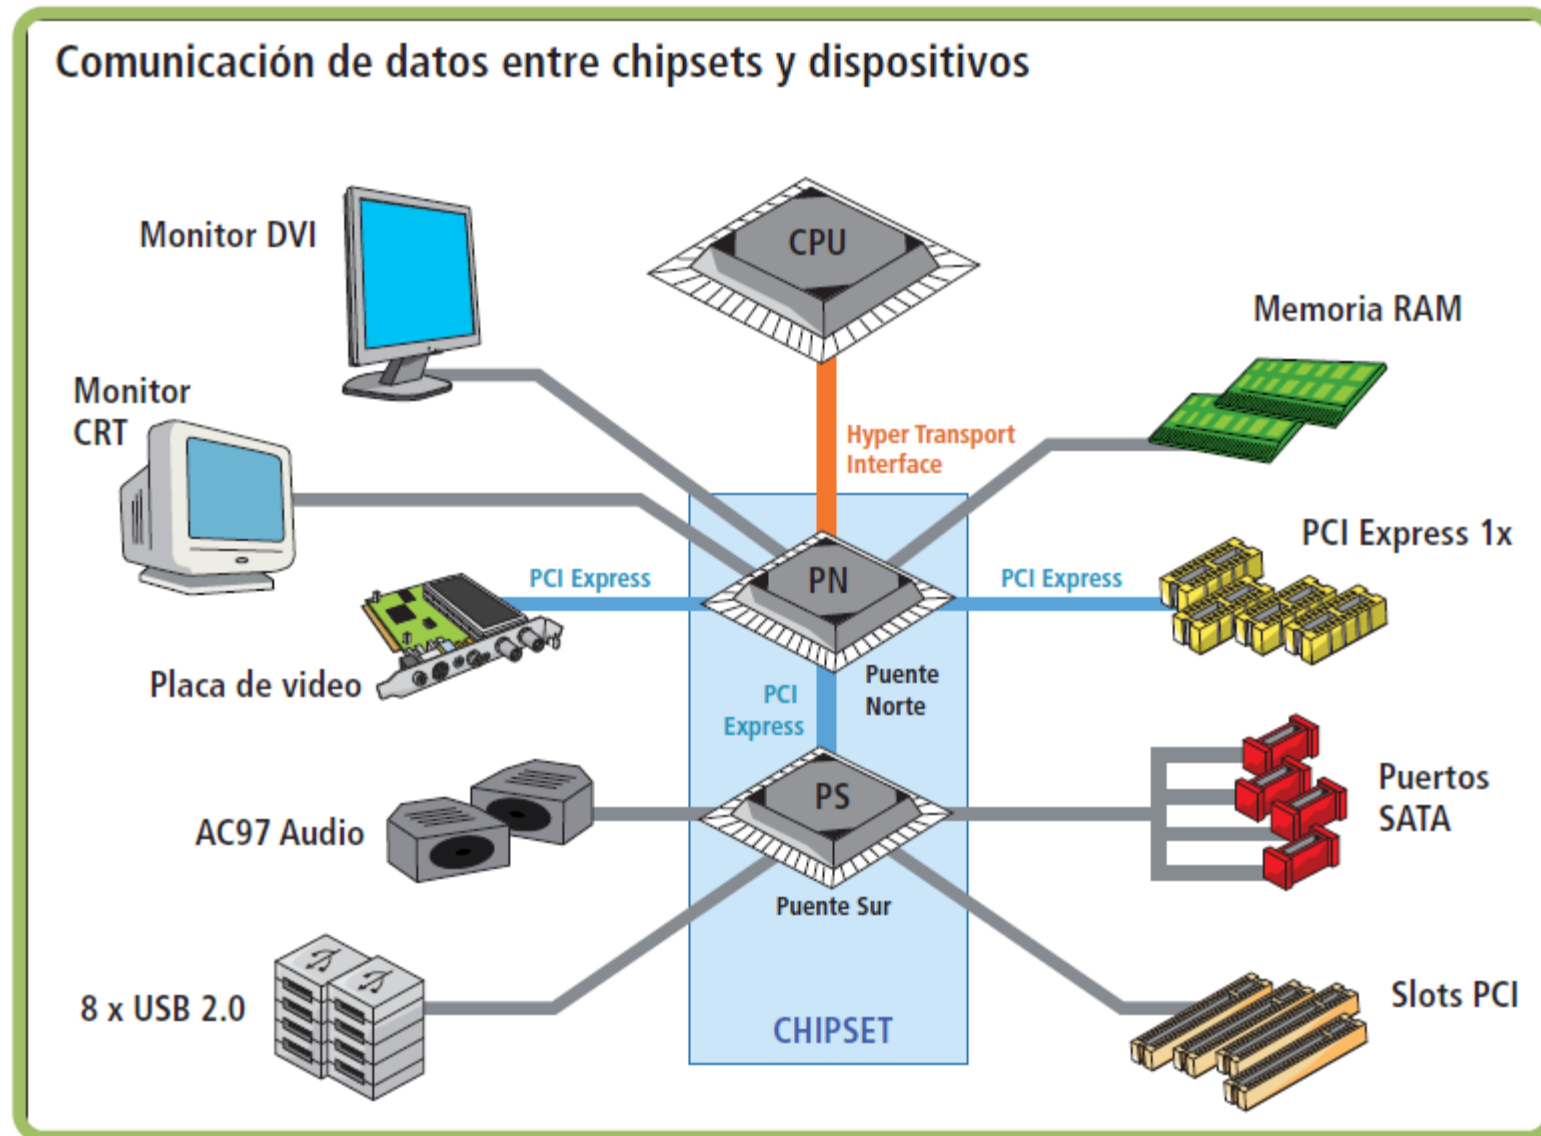 Comunicación de datos entre chipsets y dispositivos
Monitor DVI
CPU
Memoria RAM
Monitor
CRT
Hyper Transport
Interface
PCI Express 1x
PCI Express
PN
PCI Express
Placa de video
Puente
Norte
PCI
Express
AC97 Audio
PS
Puertos
SATA
Puente Sur
8 x USB 2.0
Slots PCI
CHIPSET